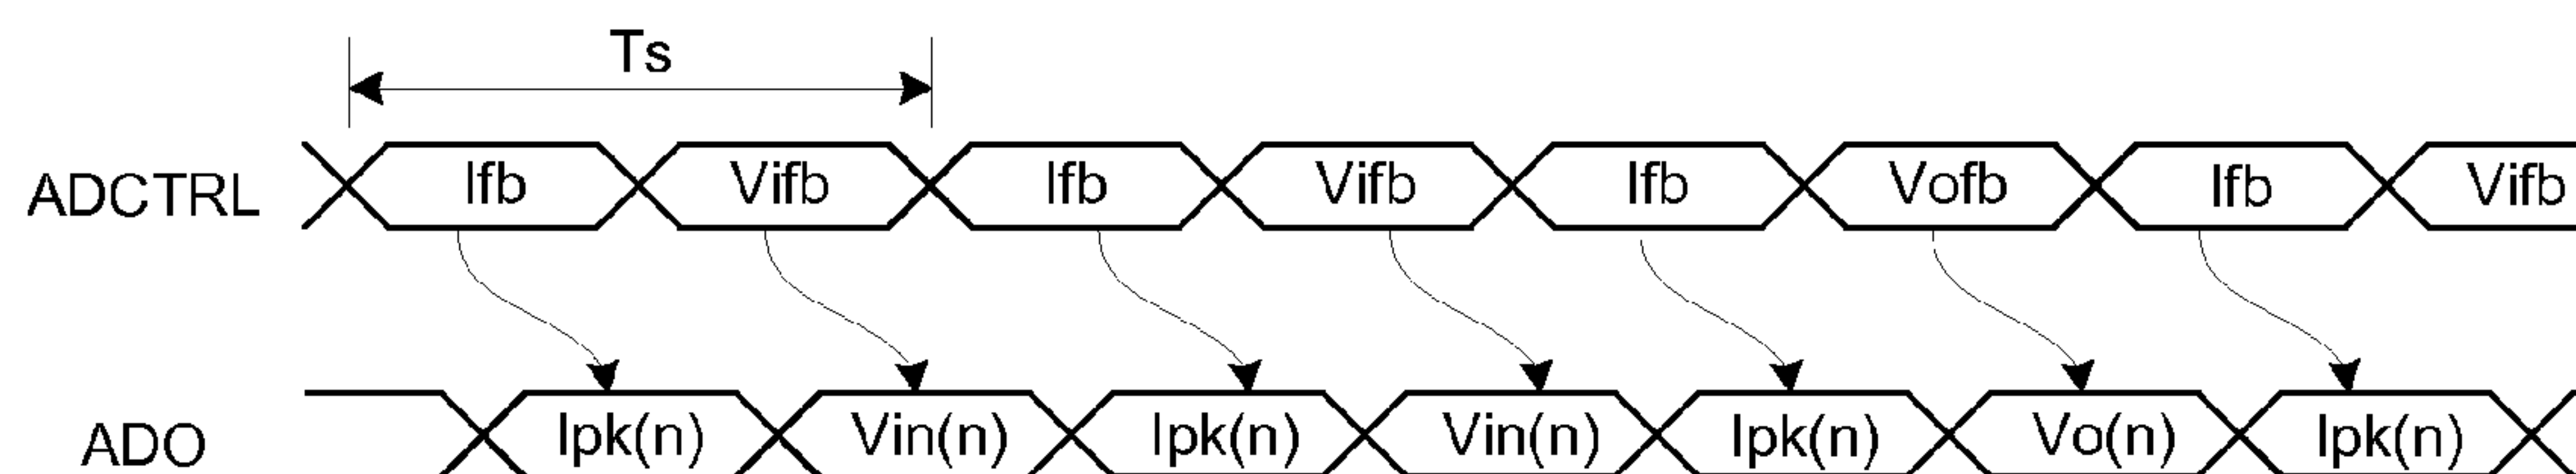 Ts
ADCTRL Ifb Vifb Ifb Vifb Ifb Vofb Ifb Vifb
ADO Ipk(n) Vin(n) Ipk(n) Vin(n) Ipk(n) Vo(n) Ipk(n)